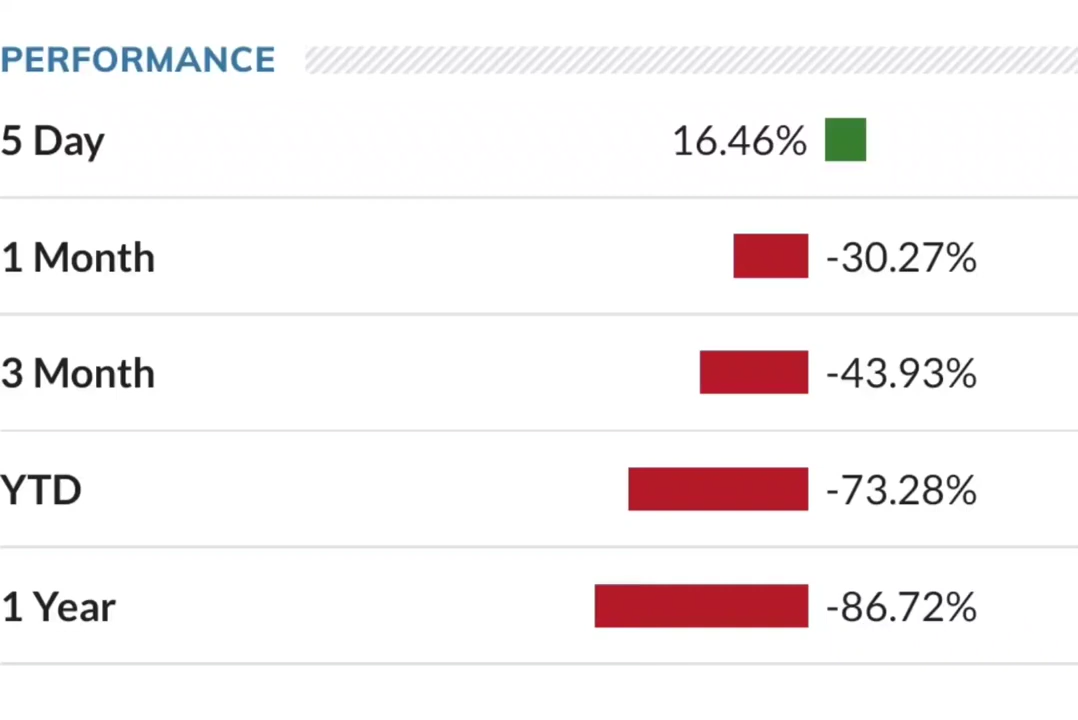 PERFORMANCE
5 Day 16.46%
1 Month -30.27%
3 Month -43.93%
YTD -73.28%
1 Year -86.72%